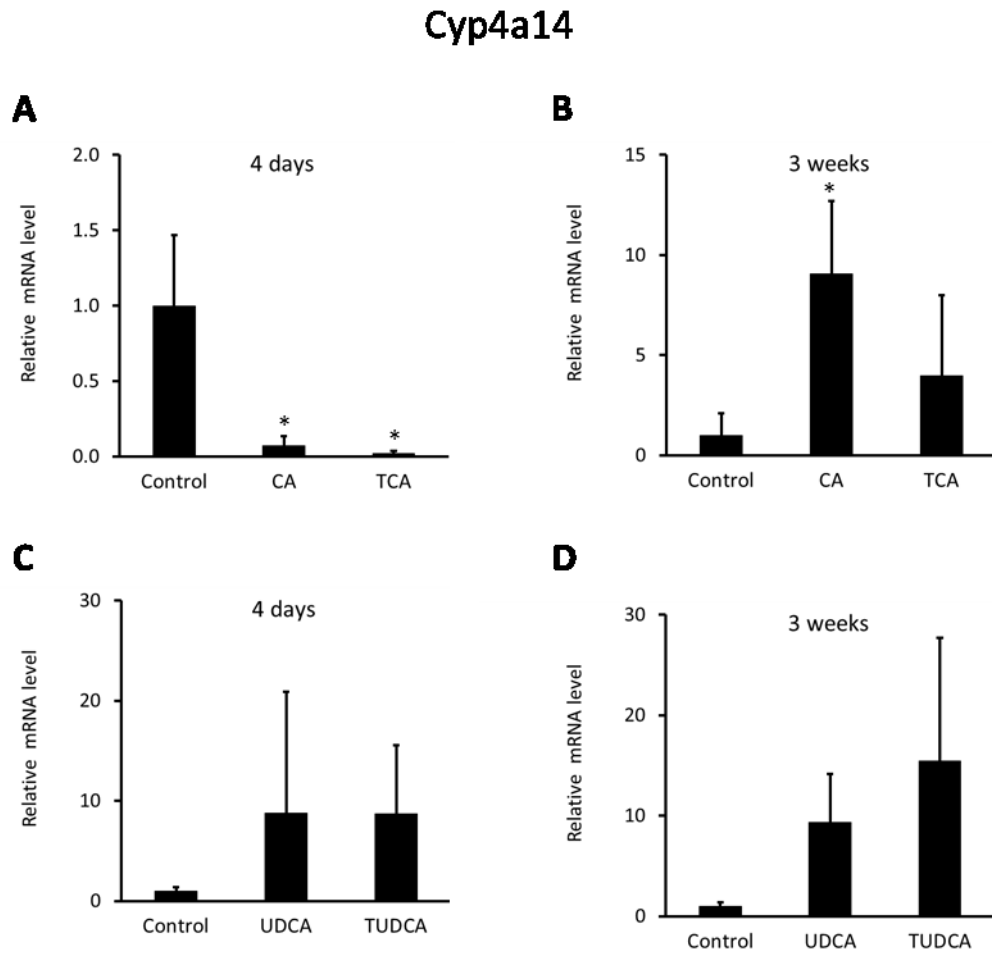 Cyp4a14
A
4 days
Relative mRNA level
2.0
1.5
1.0
0.5
0.0
*
*
Control CA TCA
B
3 weeks
Relative mRNA level
15
10
5
0
*
Control CA TCA
C
4 days
Relative mRNA level
30
20
10
0
Control UDCA TUDCA
D
3 weeks
Relative mRNA level
30
20
10
0
Control UDCA TUDCA